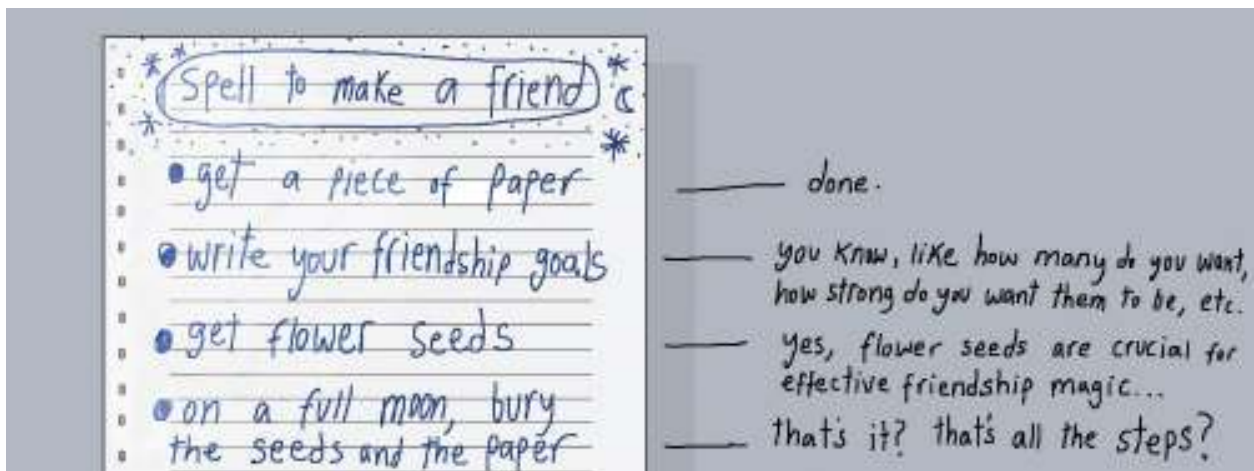 Spell to make a friend
• get a piece of paper
done.
• write your friendship goals
you know, like how many do you want,
how strong do you want them to be, etc.
• get flower seeds
yes, flower seeds are crucial for
effective friendship magic...
• on a full moon, bury
the seeds and the paper
that's it? that's all the steps?